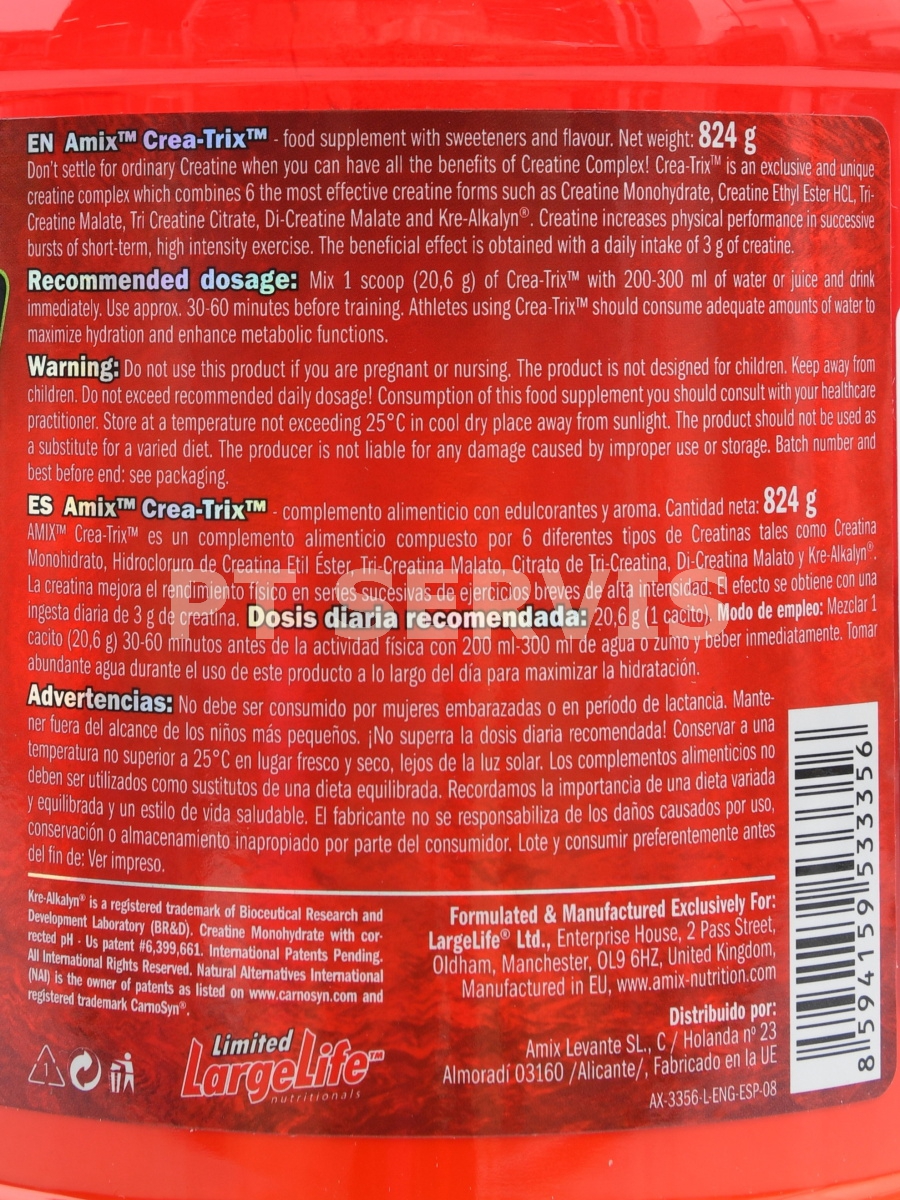 EN Amix™ Crea-Trix™ - food supplement with sweeteners and flavour. Net weight: 824 g
Don't settle for ordinary Creatine when you can have all the benefits of Creatine Complex! Crea-Trix™ is an exclusive and unique
creatine complex which combines 6 the most effective creatine forms such as Creatine Monohydrate, Creatine Ethyl Ester HCL, Tri-
Creatine Malate, Tri Creatine Citrate, Di-Creatine Malate and Kre-Alkalyn®. Creatine increases physical performance in successive
bursts of short-term, high intensity exercise. The beneficial effect is obtained with a daily intake of 3 g of creatine.
Recommended dosage: Mix 1 scoop (20,6 g) of Crea-Trix™ with 200-300 ml of water or juice and drink
immediately. Use approx. 30-60 minutes before training. Athletes using Crea-Trix™ should consume adequate amounts of water to
maximize hydration and enhance metabolic functions.
Warning: Do not use this product if you are pregnant or nursing. The product is not designed for children. Keep away from
children. Do not exceed recommended daily dosage! Consumption of this food supplement you should consult with your healthcare
practitioner. Store at a temperature not exceeding 25°C in cool dry place away from sunlight. The product should not be used as
a substitute for a varied diet. The producer is not liable for any damage caused by improper use or storage. Batch number and
best before end: see packaging.
ES Amix™ Crea-Trix™ - complemento alimenticio con edulcorantes y aroma. Cantidad neta: 824 g
AMIX™ Crea-Trix™ es un complemento alimenticio compuesto por 6 diferentes tipos de Creatinas tales como Creatina
Monohidrato, Hidrocloruro de Creatina Etil Éster, Tri-Creatina Malato, Citrato de Tri-Creatina, Di-Creatina Malato y Kre-Alkalyn®.
La creatina mejora el rendimiento físico en series sucesivas de ejercicios breves de alta intensidad. El efecto se obtiene con una
ingesta diaria de 3 g de creatina. Dosis diaria recomendada: 20,6 g (1 cacito). Modo de empleo: Mezclar 1
cacito (20,6 g) 30-60 minutos antes de la actividad física con 200 ml-300 ml de agua o zumo y beber inmediatamente. Tomar
abundante agua durante el uso de este producto a lo largo del día para maximizar la hidratación.
PT SERVIS
Advertencias: No debe ser consumido por mujeres embarazadas o en período de lactancia. Mante-
ner fuera del alcance de los niños más pequeños. ¡No superra la dosis diaria recomendada! Conservar a una
temperatura no superior a 25°C en lugar fresco y seco, lejos de la luz solar. Los complementos alimenticios no
deben ser utilizados como sustitutos de una dieta equilibrada. Recordamos la importancia de una dieta variada
y equilibrada y un estilo de vida saludable. El fabricante no se responsabiliza de los daños causados por uso,
conservación o almacenamiento inapropiado por parte del consumidor. Lote y consumir preferentemente antes
del fin de: Ver impreso.
Kre-Alkalyn® is a registered trademark of Bioceutical Research and
Development Laboratory (BR&D). Creatine Monohydrate with cor-
rected pH - Us patent #6,399,661. International Patents Pending.
All International Rights Reserved. Natural Alternatives International
(NAI) is the owner of patents as listed on www.carnosyn.com and
registered trademark CarnoSyn®.
Formulated & Manufactured Exclusively For:
LargeLife® Ltd., Enterprise House, 2 Pass Street,
Oldham, Manchester, OL9 6HZ, United Kingdom,
Manufactured in EU, www.amix-nutrition.com
Distribuido por:
Amix Levante SL., C / Holanda nº 23
Almoradí 03160 /Alicante/, Fabricado en la UE
AX-3356-L-ENG-ESP-08
1
Limited
LargeLife™
nutritionals
8 594159 533356